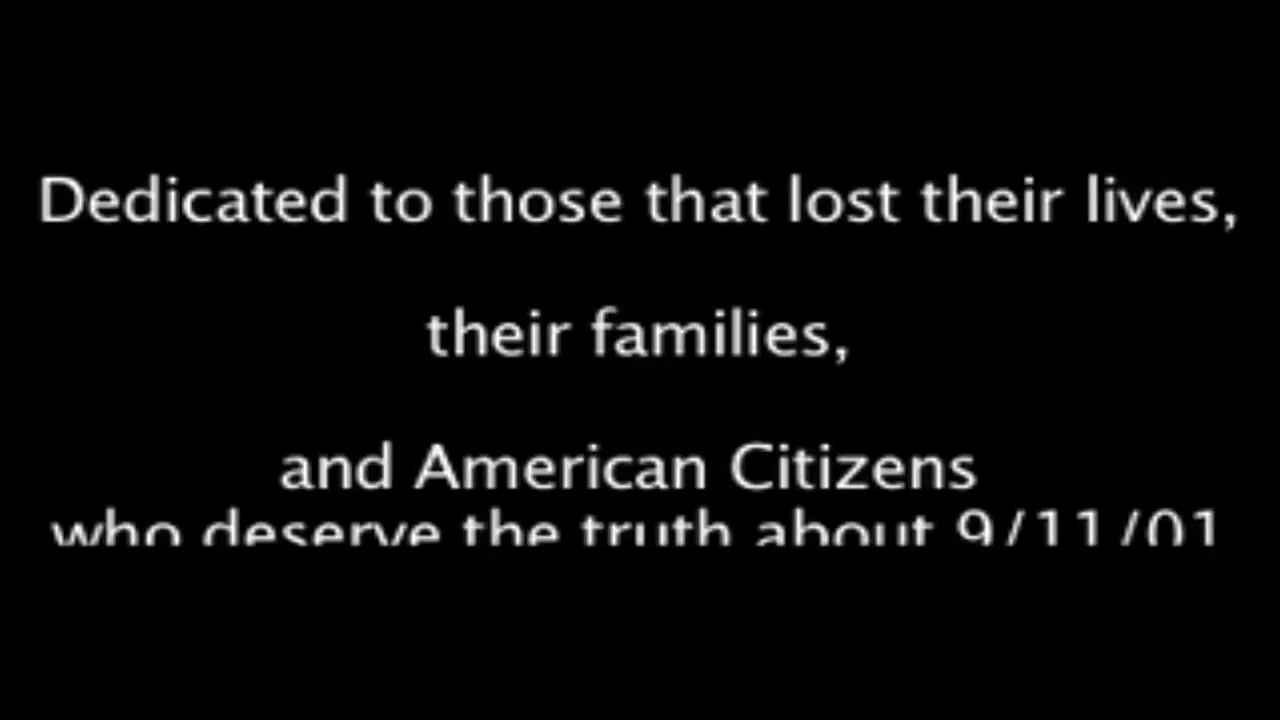 Dedicated to those that lost their lives,
their families,
and American Citizens
who deserve the truth about 9/11/01